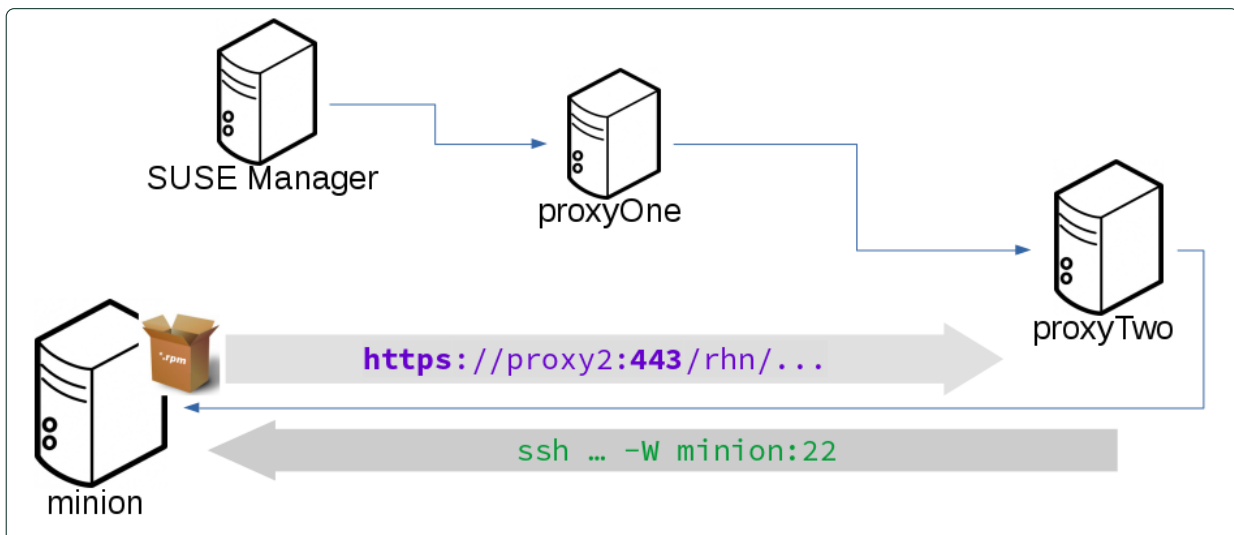 SUSE Manager
proxyOne
proxyTwo
*.rpm
https://proxy2:443/rhn/...
ssh … -W minion:22
minion